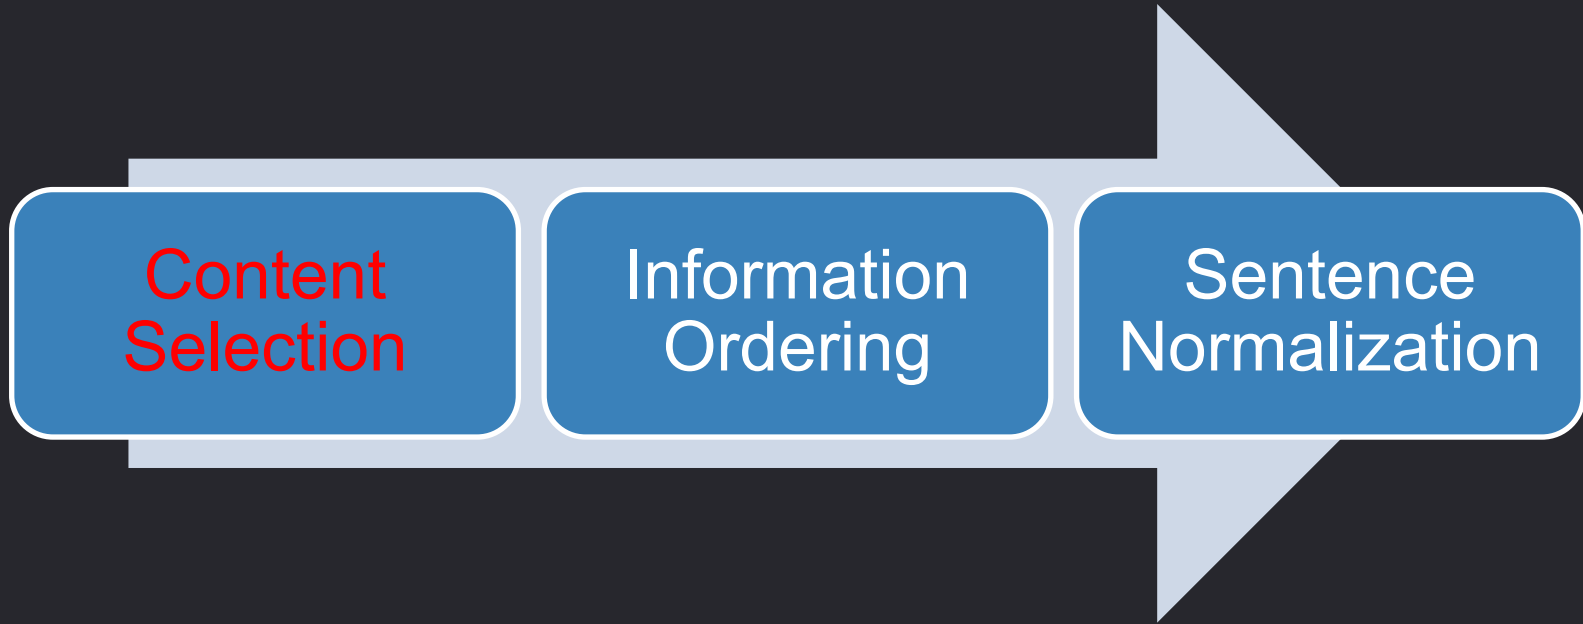 Content
Selection
Information
Ordering
Sentence
Normalization